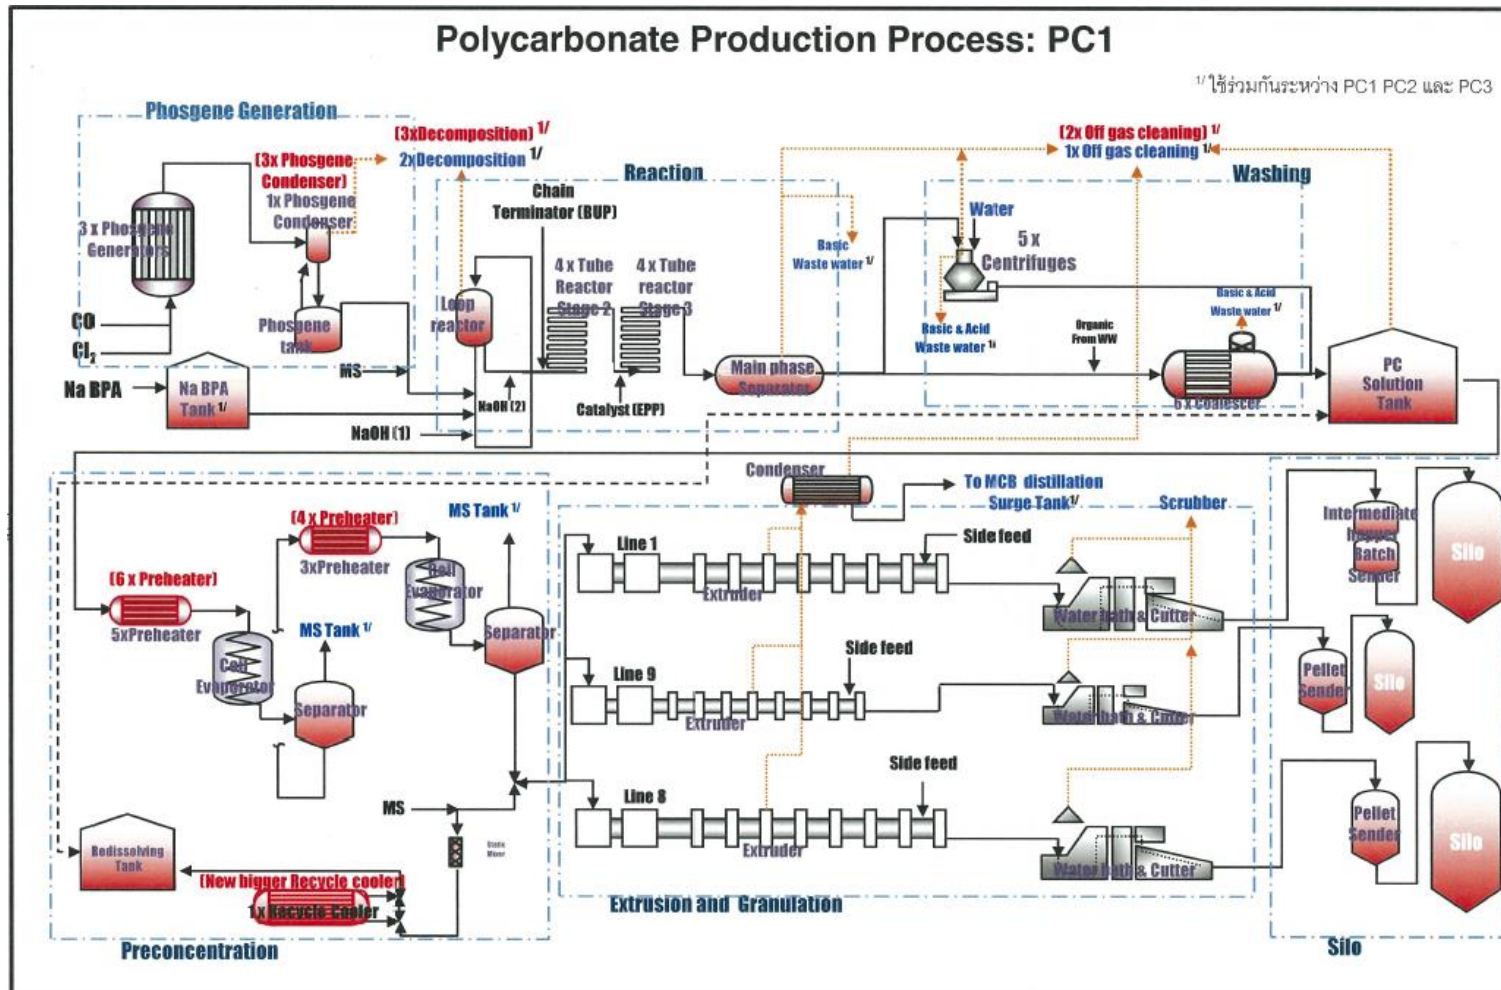 Polycarbonate Production Process: PC1
1/ ใช้ร่วมกันระหว่าง PC1 PC2 และ PC3
Phosgene Generation
(3x Phosgene
Condenser)
1x Phosgene
Condenser
3 x Phosgene
Generators
CO
Cl2
Phosgene
tank
MS
Na BPA
Na BPA
Tank 1/
NaOH (1)
(3xDecomposition) 1/
2xDecomposition 1/
Reaction
Chain
Terminator (BUP)
Loop
reactor
4 x Tube
Reactor
Stage 2
4 x Tube
reactor
Stage 3
NaOH (2)
Catalyst (EPP)
Main phase
Separator
Basic
Waste water 1/
(2x Off gas cleaning) 1/
1x Off gas cleaning 1/
Washing
Water
5 x
Centrifuges
Basic & Acid
Waste water 1/
Organic
From WW
Basic & Acid
Waste water 1/
6 x Coalescer
PC
Solution
Tank
(6 x Preheater)
5xPreheater
Coil
Evaporator
MS Tank 1/
Separator
(4 x Preheater)
3xPreheater
Coil
Evaporator
MS Tank 1/
Separator
MS
Static
Mixer
Redissolving
Tank
(New bigger Recycle cooler)
1x Recycle Cooler
Preconcentration
Condenser
To MCB distillation
Surge Tank 1/
Scrubber
Line 1
Extruder
Side feed
Water bath & Cutter
Line 9
Extruder
Side feed
Water bath & Cutter
Line 8
Extruder
Side feed
Water bath & Cutter
Extrusion and Granulation
Intermediate
hopper
Batch
Sender
Silo
Pellet
Sender
Silo
Pellet
Sender
Silo
Silo